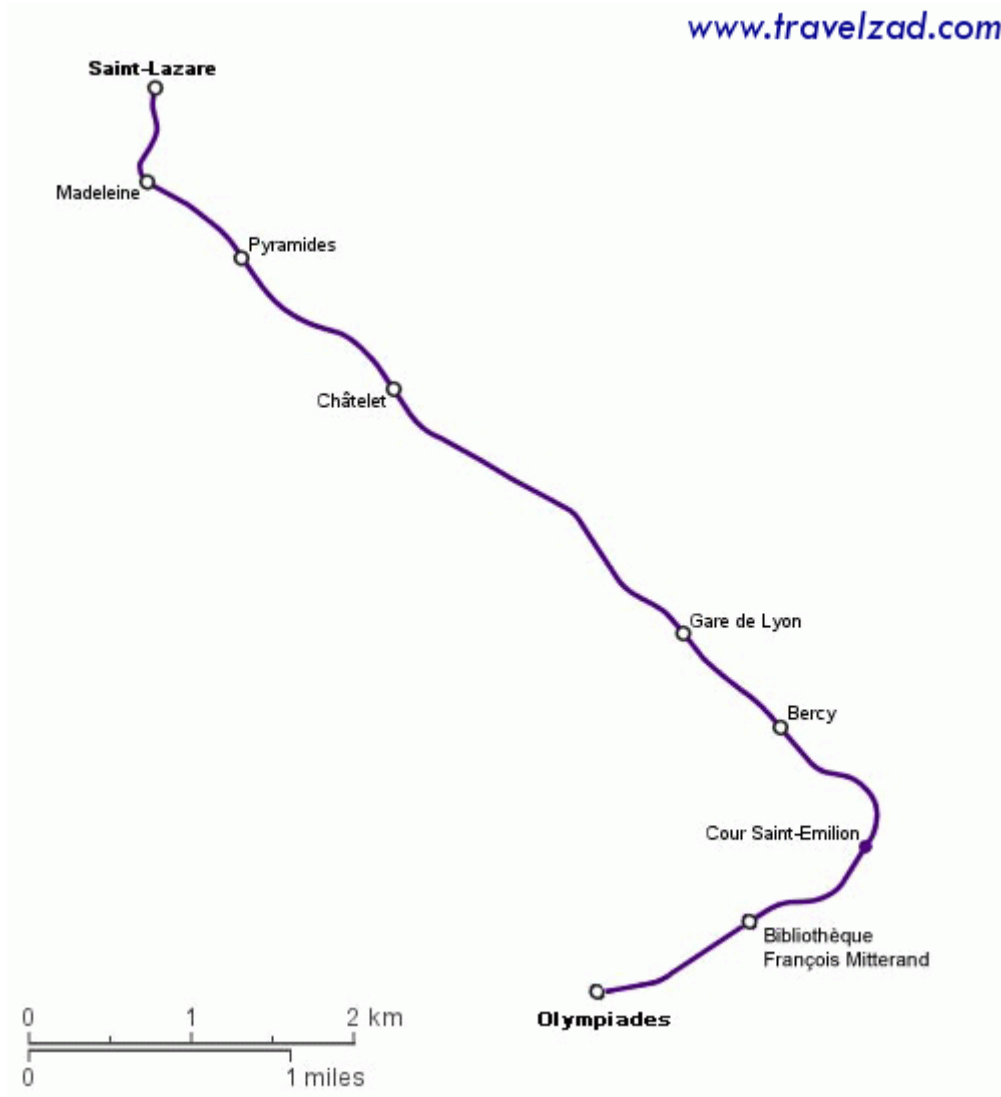 www.travelzad.com
Saint-Lazare
Madeleine
Pyramides
Châtelet
Gare de Lyon
Bercy
Cour Saint-Emilion
Bibliothèque
François Mitterand
Olympiades
0 1 2 km
0 1 miles